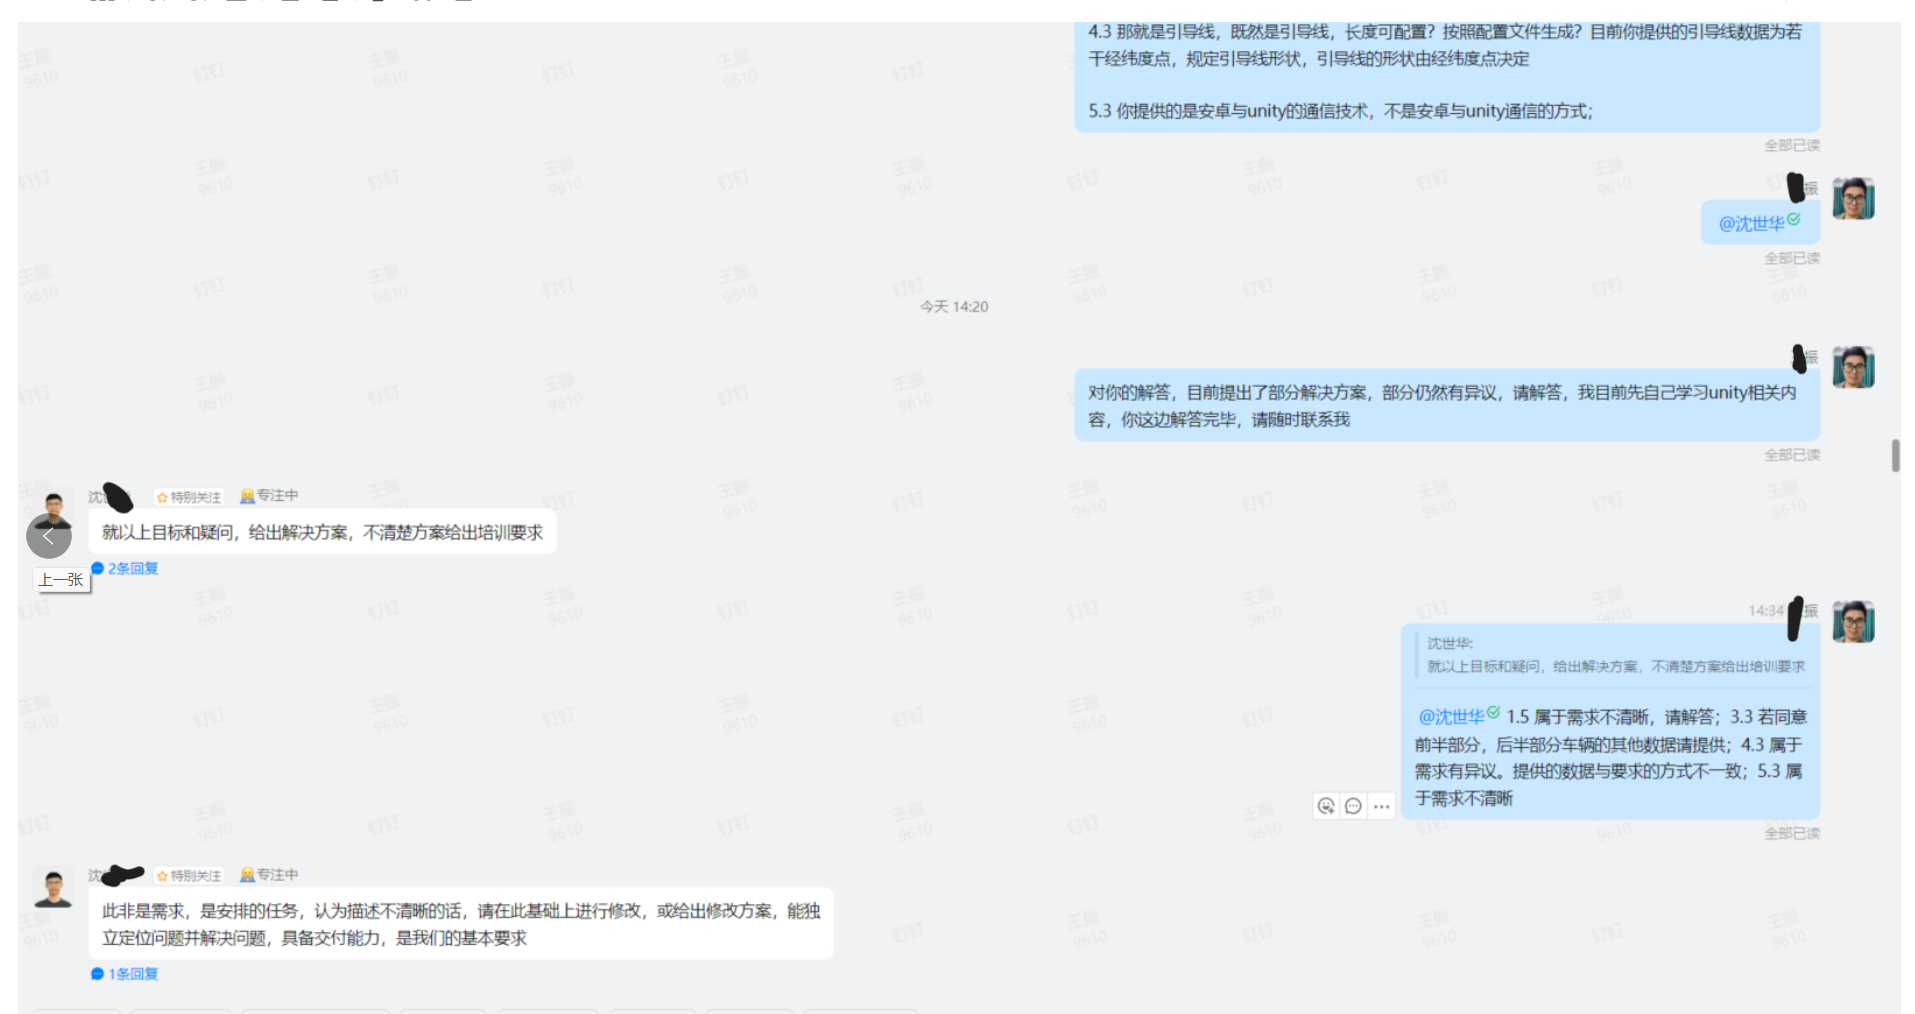 4.3 那就是引导线，既然是引导线，长度可配置？按照配置文件生成？目前你提供的引导线数据为若
干经纬度点，规定引导线形状，引导线的形状由经纬度点决定
5.3 你提供的是安卓与unity的通信技术，不是安卓与unity通信的方式；
全部已读
振
@沈世华
全部已读
今天 14:20
振
对你的解答，目前提出了部分解决方案，部分仍然有异议，请解答，我目前先自己学习unity相关内
容，你这边解答完毕，请随时联系我
全部已读
沈 特别关注 专注中
就以上目标和疑问，给出解决方案，不清楚方案给出培训要求
2条回复
上一张
14:34 振
沈世华:
就以上目标和疑问，给出解决方案，不清楚方案给出培训要求
@沈世华 1.5 属于需求不清晰，请解答；3.3 若同意
前半部分，后半部分车辆的其他数据请提供；4.3 属于
需求有异议。提供的数据与要求的方式不一致；5.3 属
于需求不清晰
全部已读
沈 特别关注 专注中
此非是需求，是安排的任务，认为描述不清晰的话，请在此基础上进行修改，或给出修改方案，能独
立定位问题并解决问题，具备交付能力，是我们的基本要求
1条回复
王振
9610
钉钉